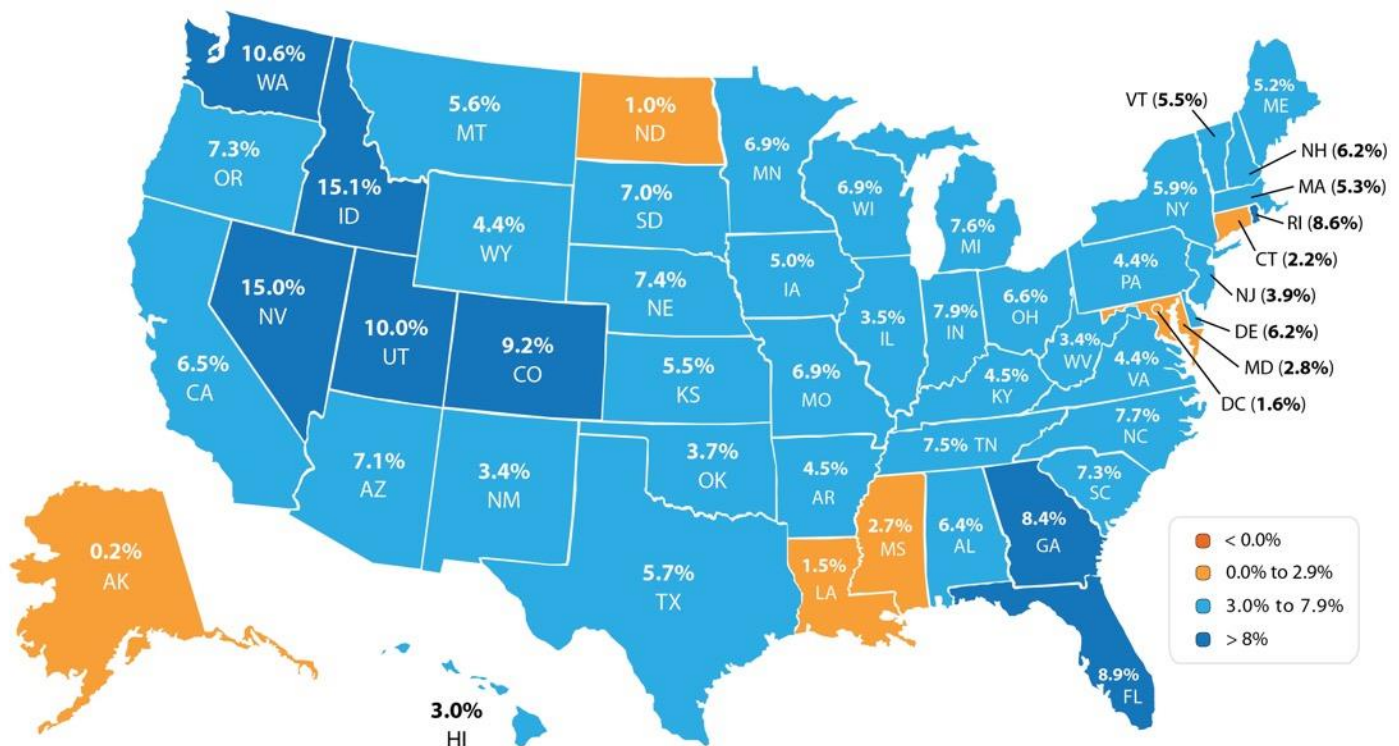 10.6%
WA
5.6%
MT
1.0%
ND
6.9%
MN
5.2%
ME
VT (5.5%)
NH (6.2%)
MA (5.3%)
RI (8.6%)
CT (2.2%)
NJ (3.9%)
DE (6.2%)
MD (2.8%)
DC (1.6%)
7.3%
OR
15.1%
ID
4.4%
WY
7.0%
SD
6.9%
WI
7.6%
MI
5.9%
NY
15.0%
NV
10.0%
UT
9.2%
CO
7.4%
NE
5.0%
IA
3.5%
IL
7.9%
IN
6.6%
OH
4.4%
PA
6.5%
CA
5.5%
KS
6.9%
MO
4.5%
KY
3.4%
WV
4.4%
VA
7.1%
AZ
3.4%
NM
3.7%
OK
4.5%
AR
7.5% TN
7.7%
NC
7.3%
SC
0.2%
AK
5.7%
TX
1.5%
LA
2.7%
MS
6.4%
AL
8.4%
GA
8.9%
FL
3.0%
HI
< 0.0%
0.0% to 2.9%
3.0% to 7.9%
> 8%